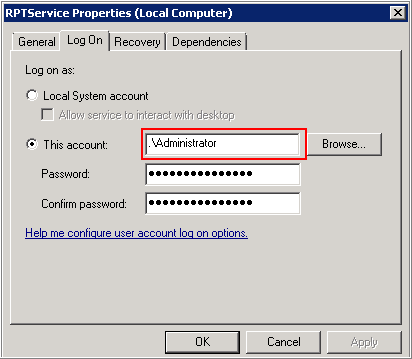 RPTService Properties (Local Computer)
General Log On Recovery Dependencies
Log on as:
Local System account
Allow service to interact with desktop
This account: .\Administrator Browse...
Password: ●●●●●●●●●●●●●●●
Confirm password: ●●●●●●●●●●●●●●●
Help me configure user account log on options.
OK Cancel Apply